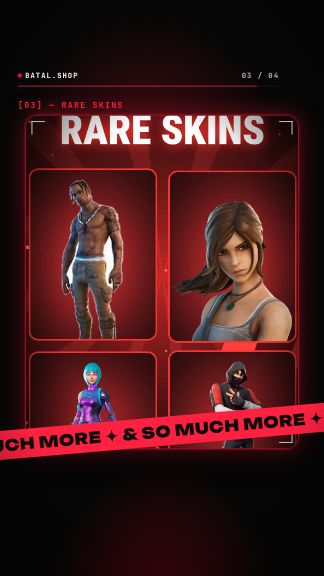 BATAL.SHOP
03 / 04
[03] — RARE SKINS
RARE SKINS
UCH MORE ✦ & SO MUCH MORE ✦